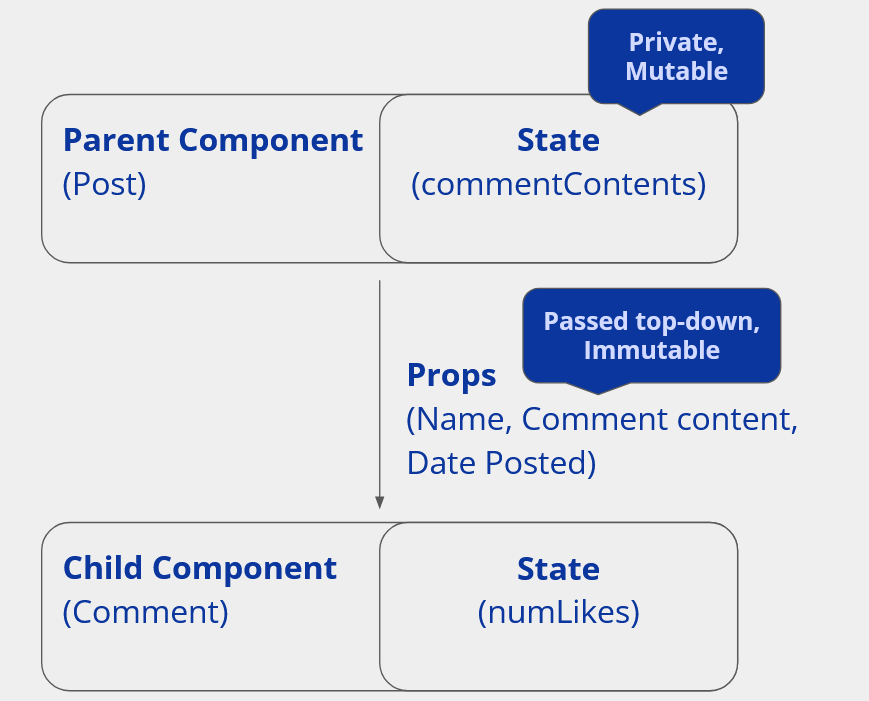 Private,
Mutable
Parent Component
(Post)
State
(commentContents)
Passed top-down,
Immutable
Props
(Name, Comment content,
Date Posted)
Child Component
(Comment)
State
(numLikes)